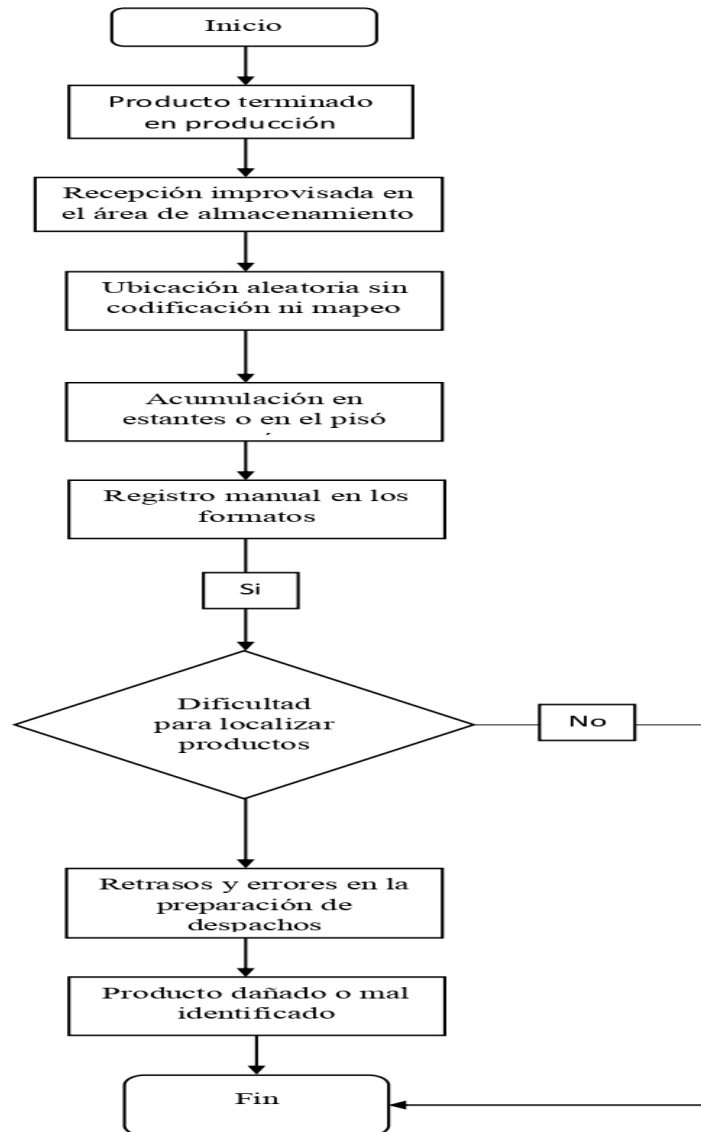 Inicio
Producto terminado
en producción
Recepción improvisada en
el área de almacenamiento
Ubicación aleatoria sin
codificación ni mapeo
Acumulación en
estantes o en el pisó
Registro manual en los
formatos
Si
Dificultad
para localizar
productos
No
Retrasos y errores en la
preparación de
despachos
Producto dañado o mal
identificado
Fin